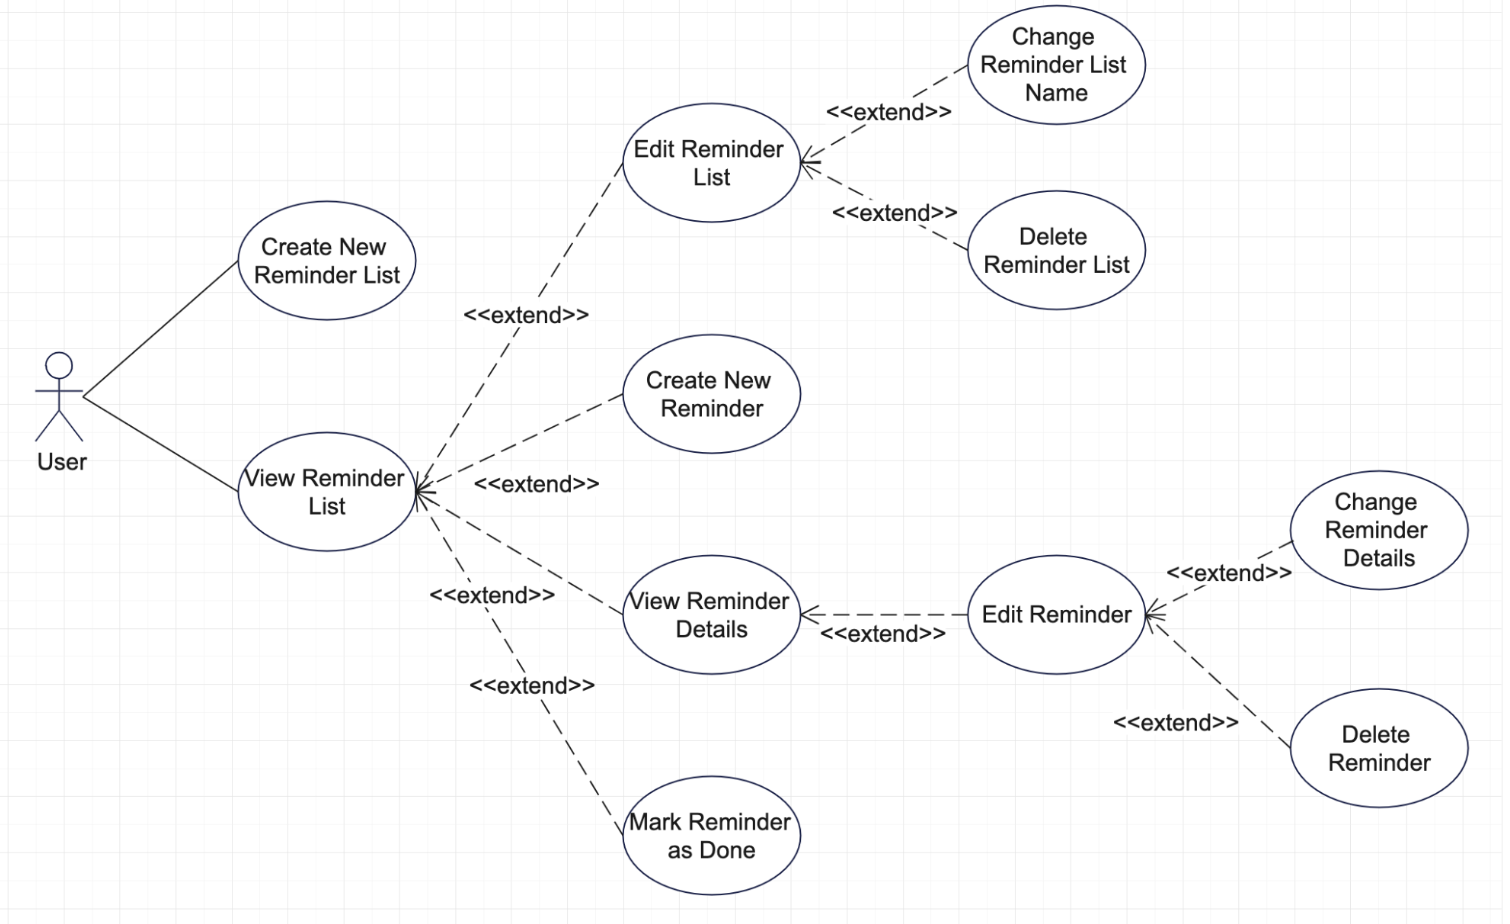 Change
Reminder List
Name
<<extend>>
Edit Reminder
List
<<extend>>
Delete
Reminder List
Create New
Reminder List
<<extend>>
Create New
Reminder
User
View Reminder
List
<<extend>>
Change
Reminder
Details
<<extend>>
<<extend>>
View Reminder
Details
Edit Reminder
<<extend>>
<<extend>>
<<extend>>
Delete
Reminder
Mark Reminder
as Done